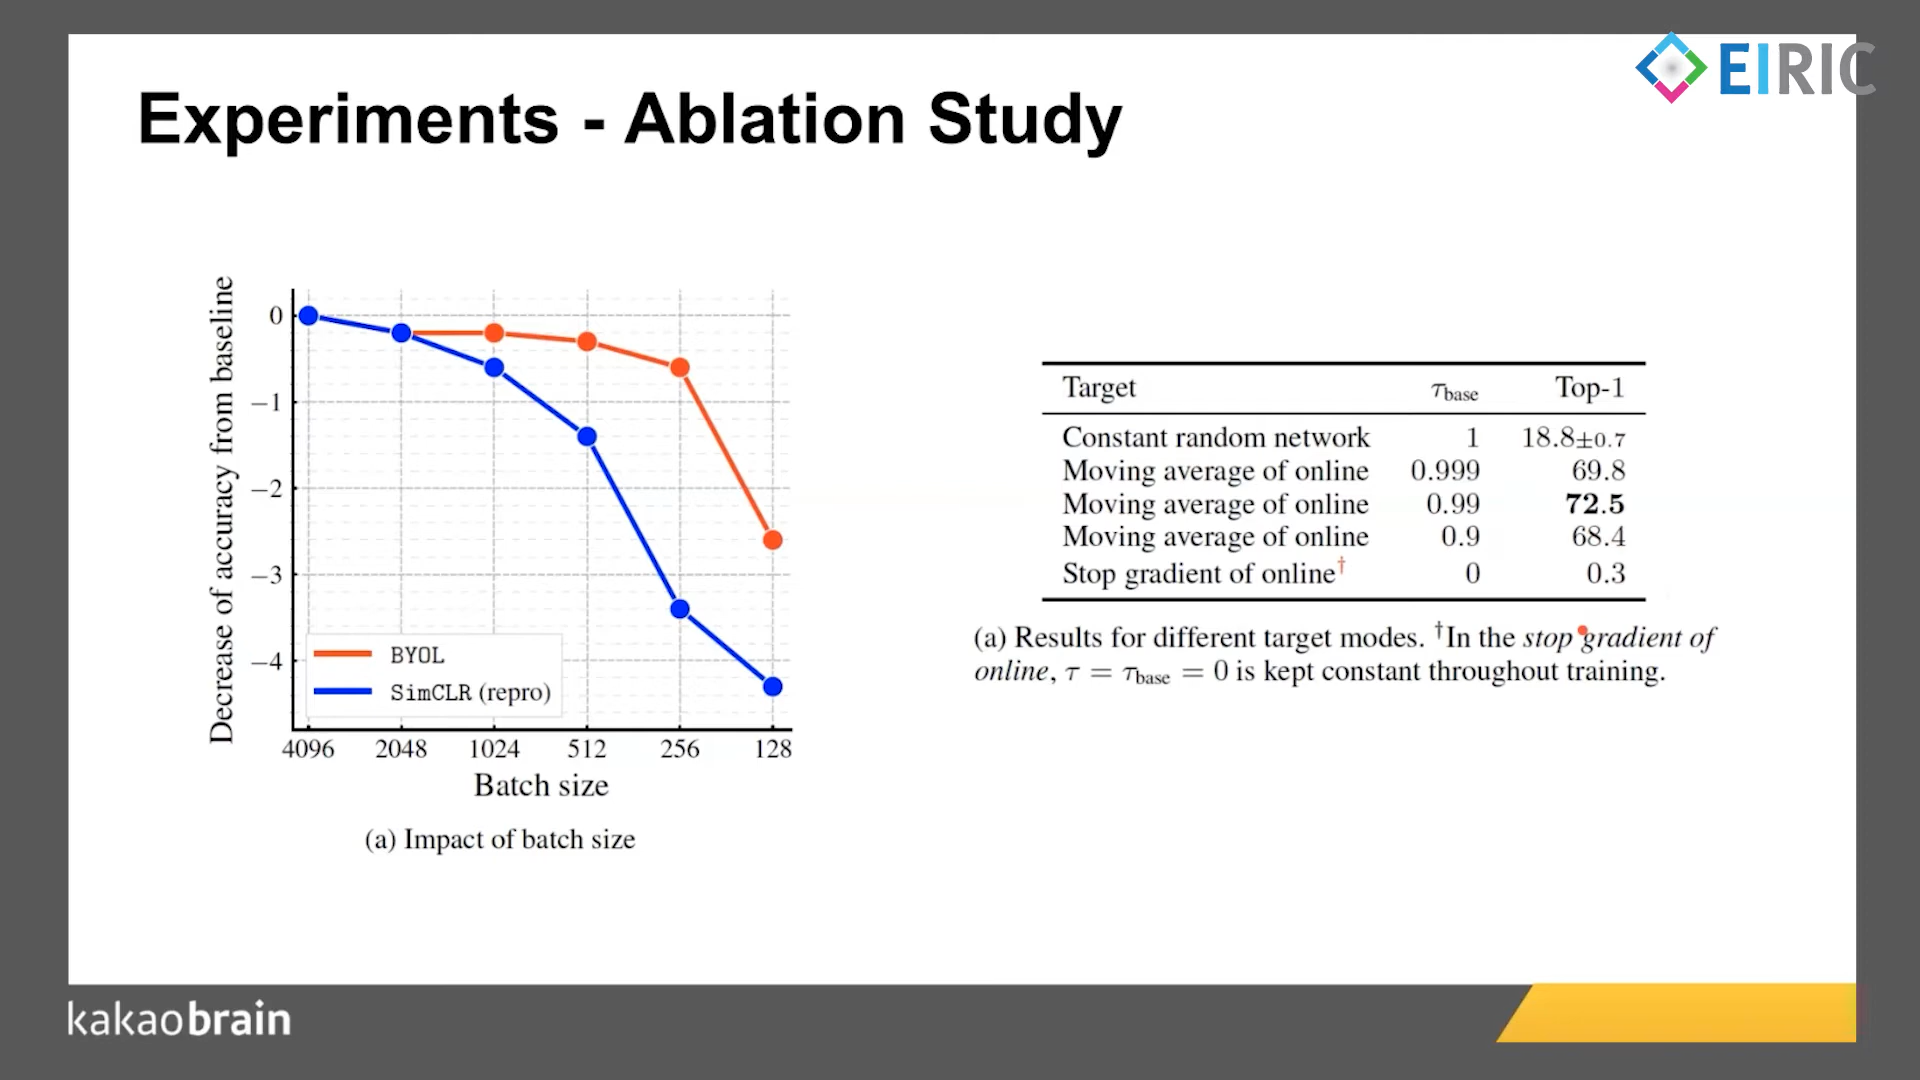 EIRIC
Experiments - Ablation Study
Decrease of accuracy from baseline
0
−1
−2
−3
−4
BYOL
SimCLR (repro)
4096 2048 1024 512 256 128
Batch size
(a) Impact of batch size
Target τbase Top-1
Constant random network 1 18.8±0.7
Moving average of online 0.999 69.8
Moving average of online 0.99 72.5
Moving average of online 0.9 68.4
Stop gradient of online† 0 0.3
(a) Results for different target modes. †In the stop gradient of
online, τ = τbase = 0 is kept constant throughout training.
kakaobrain